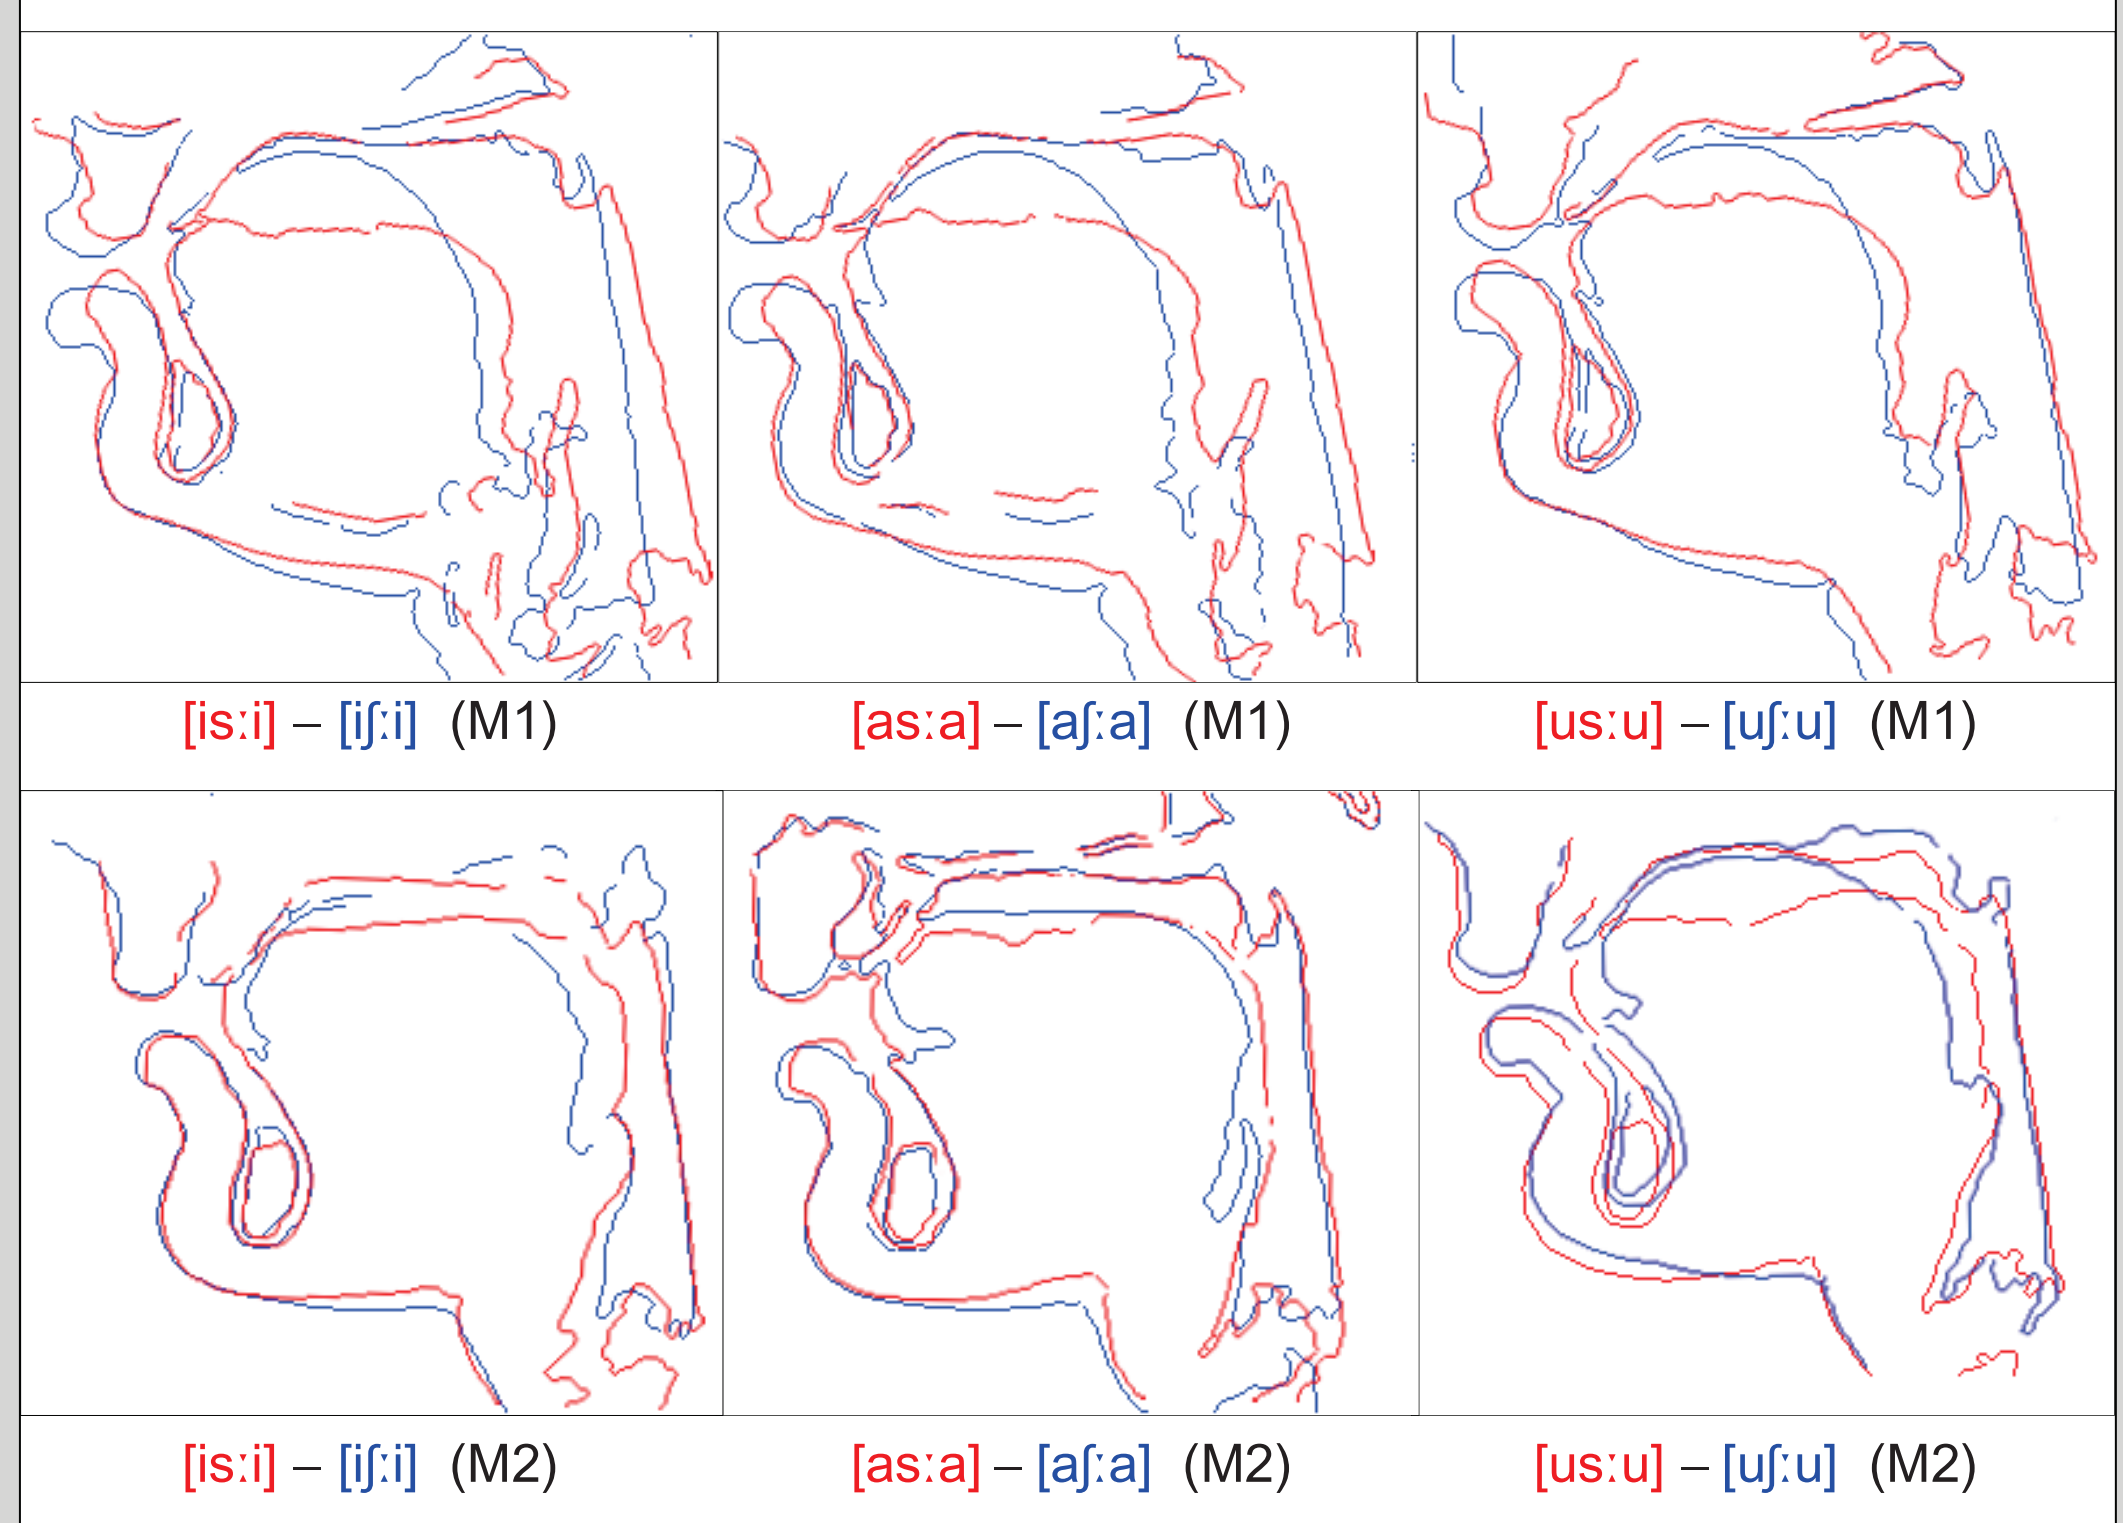 [isːi] – [iʃːi] (M1)
[asːa] – [aʃːa] (M1)
[usːu] – [uʃːu] (M1)
[isːi] – [iʃːi] (M2)
[asːa] – [aʃːa] (M2)
[usːu] – [uʃːu] (M2)